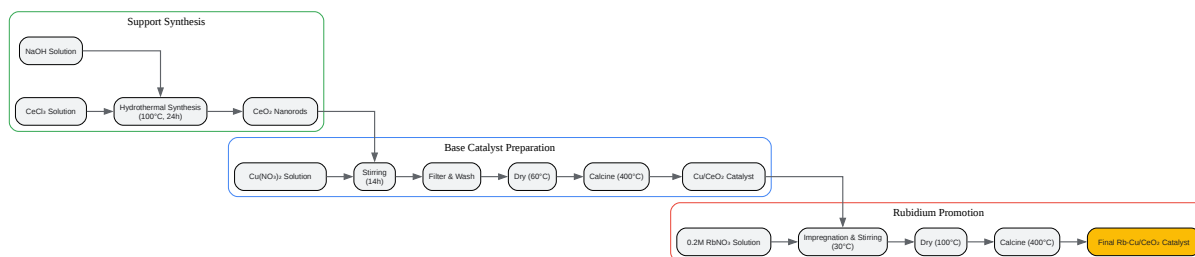 Support Synthesis
NaOH Solution
CeCl₃ Solution
Hydrothermal Synthesis
(100°C, 24h)
CeO₂ Nanorods
Base Catalyst Preparation
Cu(NO₃)₂ Solution
Stirring
(14h)
Filter & Wash
Dry (60°C)
Calcine (400°C)
Cu/CeO₂ Catalyst
Rubidium Promotion
0.2M RbNO₃ Solution
Impregnation & Stirring
(30°C)
Dry (100°C)
Calcine (400°C)
Final Rb-Cu/CeO₂ Catalyst